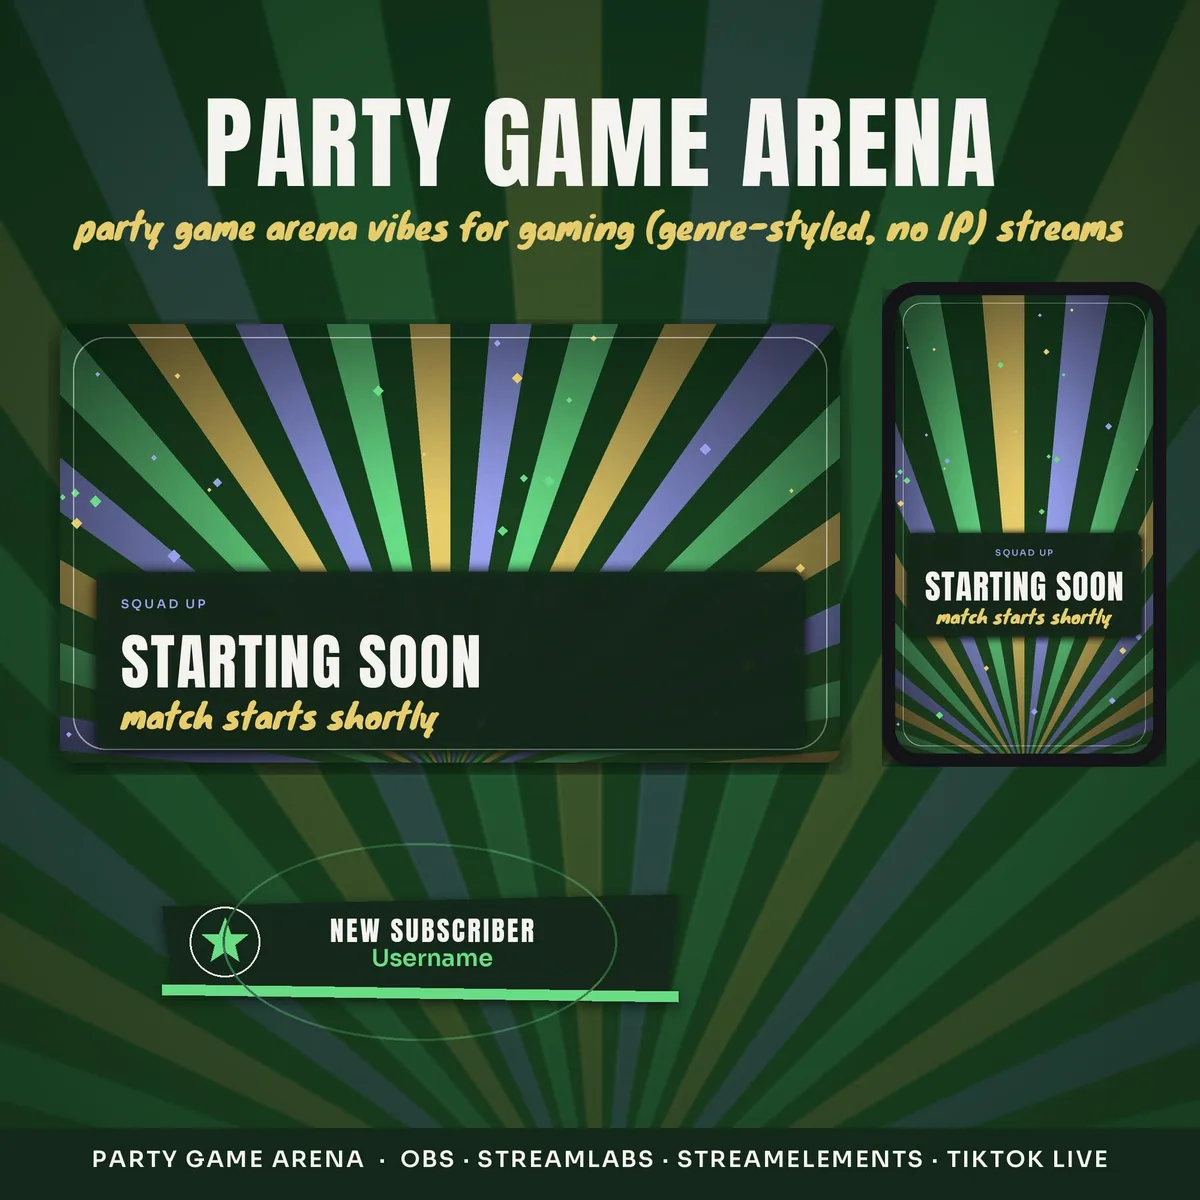 PARTY GAME ARENA
party game arena vibes for gaming (genre-styled, no IP) streams
SQUAD UP
STARTING SOON
match starts shortly
SQUAD UP
STARTING SOON
match starts shortly
NEW SUBSCRIBER
Username
PARTY GAME ARENA · OBS · STREAMLABS · STREAMELEMENTS · TIKTOK LIVE